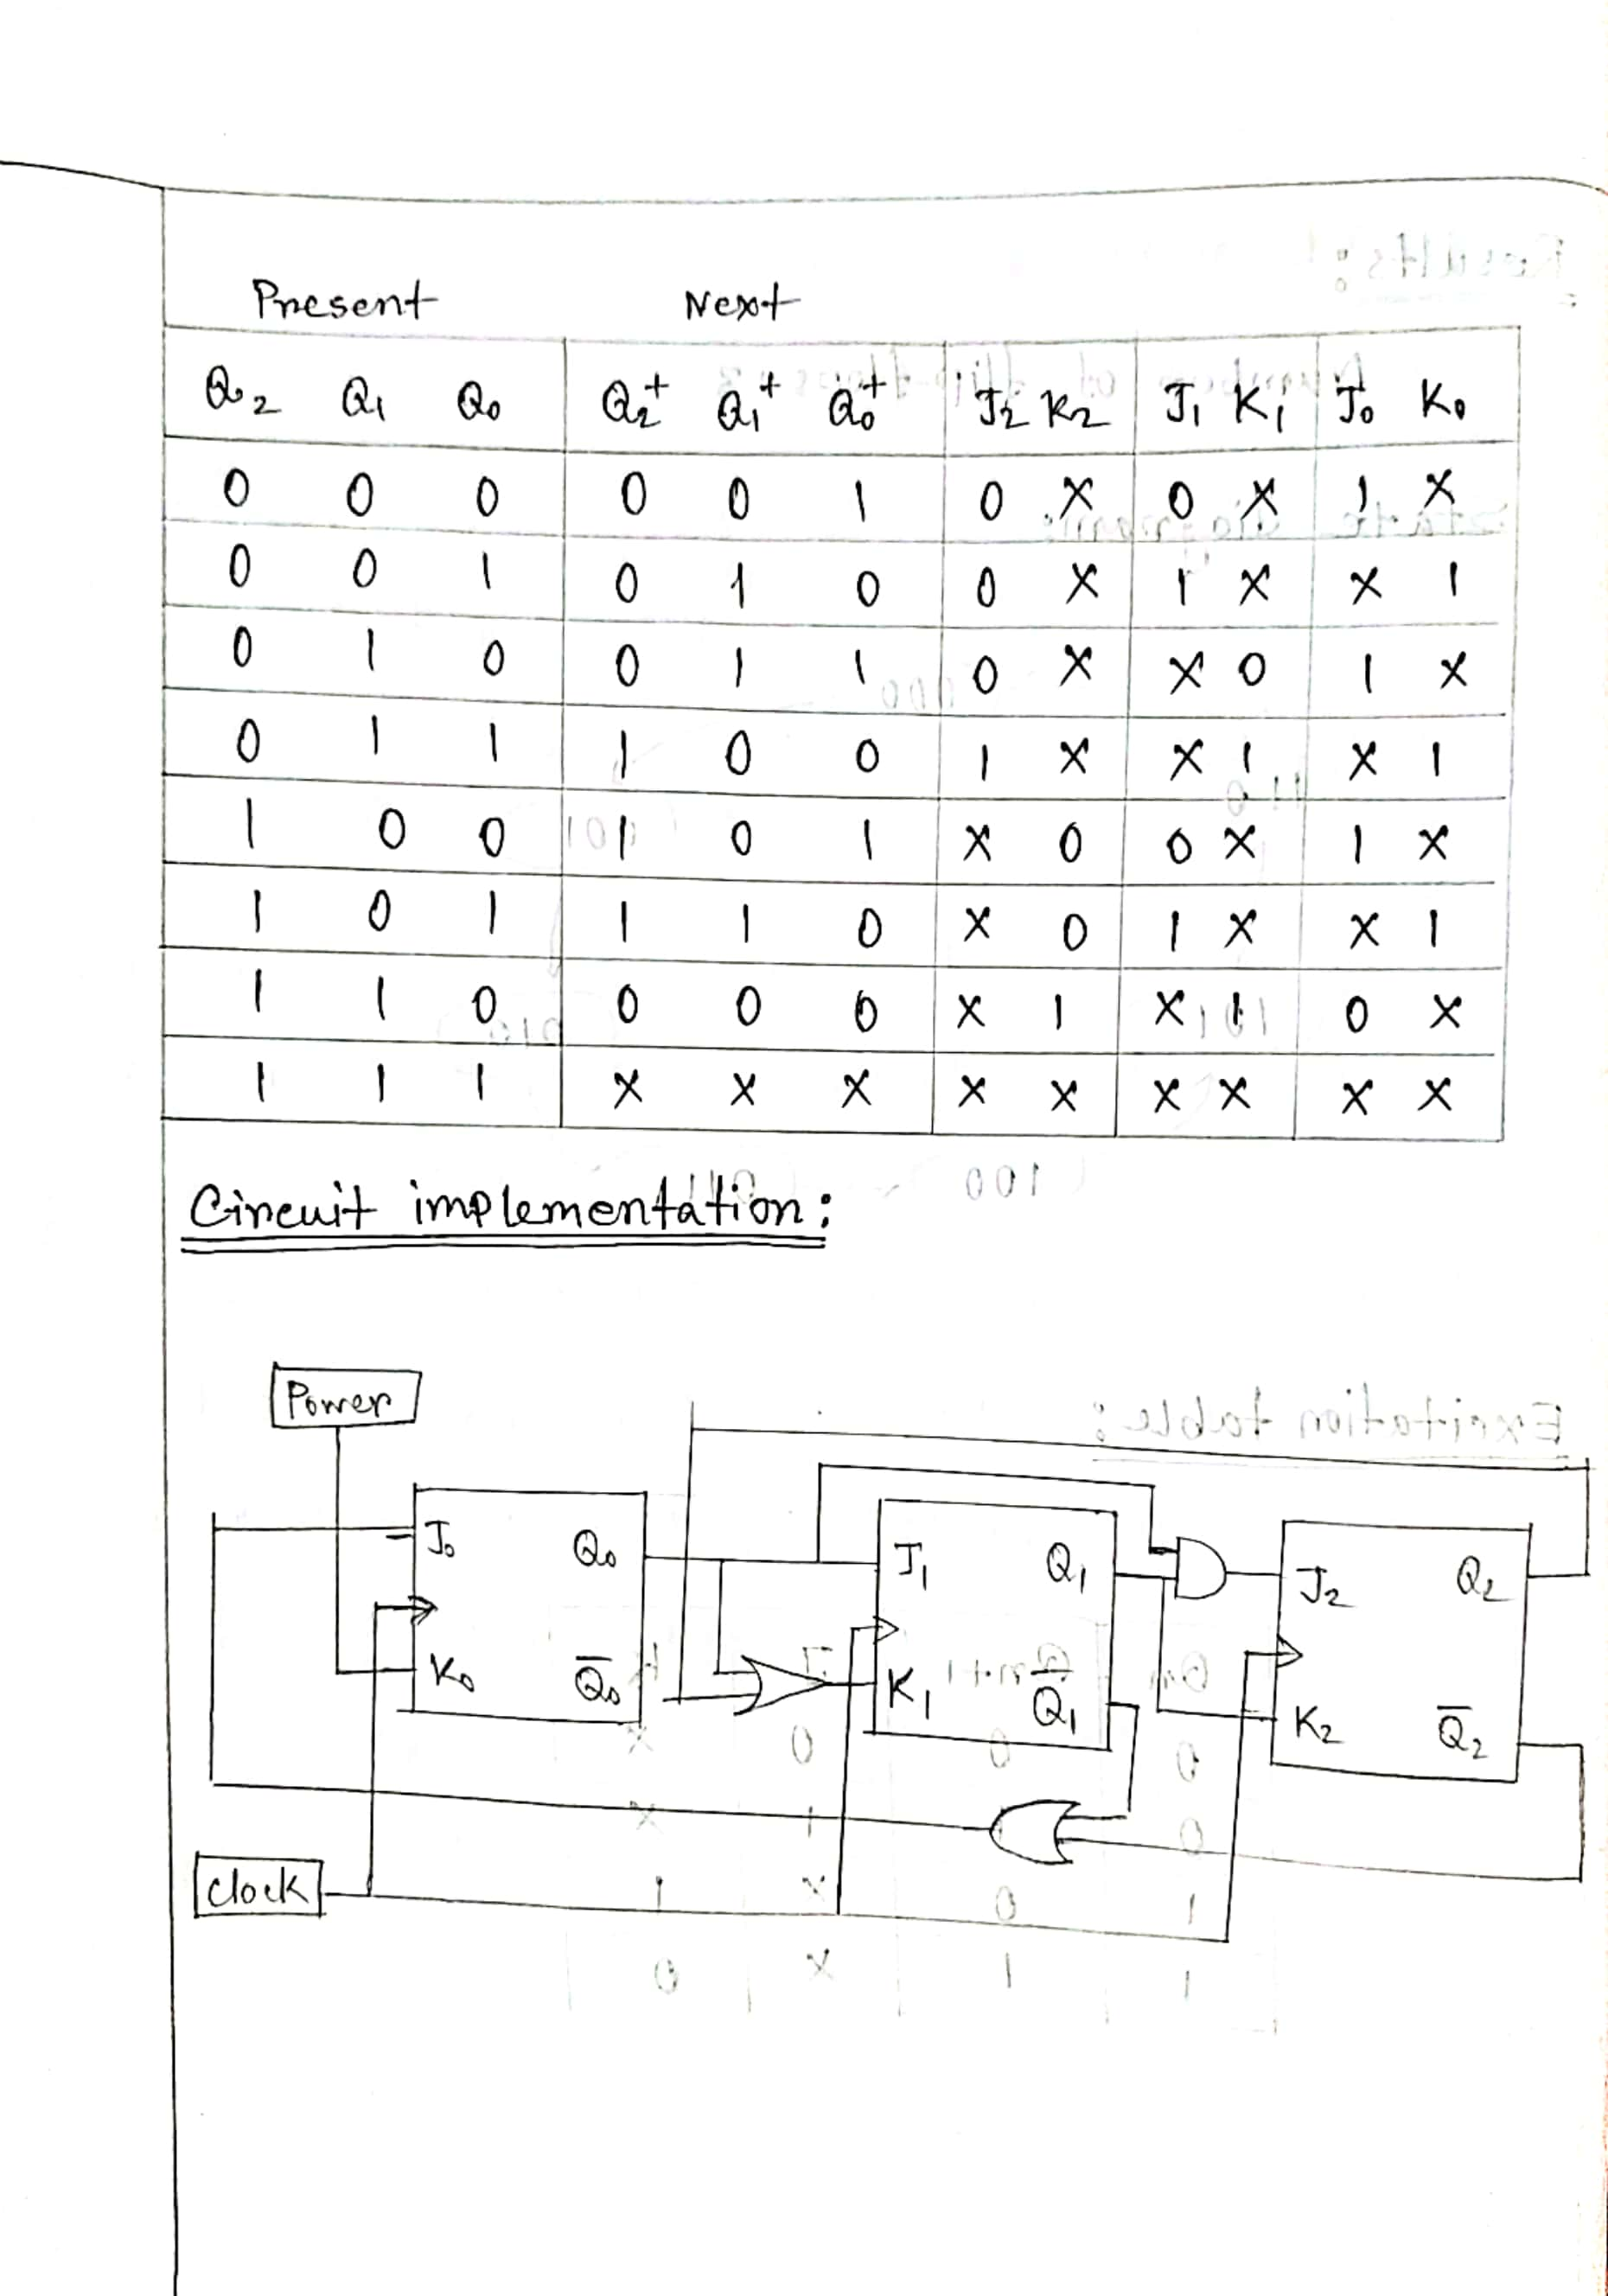 Present Next
Q2 Q1 Q0 Q2+ Q1+ Q0+ J2 K2 J1 K1 J0 K0
0 0 0 0 0 1 0 X 0 X 1 X
0 0 1 0 1 0 0 X 1 X X 1
0 1 0 0 1 1 0 X X 0 1 X
0 1 1 1 0 0 1 X X 1 X 1
1 0 0 1 0 1 X 0 0 X 1 X
1 0 1 1 1 0 X 0 1 X X 1
1 1 0 0 0 0 X 1 X 1 0 X
1 1 1 X X X X X X X X X
Circuit implementation:
Power
J0 Q0 J1 Q1 J2 Q2
K0 Q̅0 K1 Q̅1 K2 Q̅2
Clock